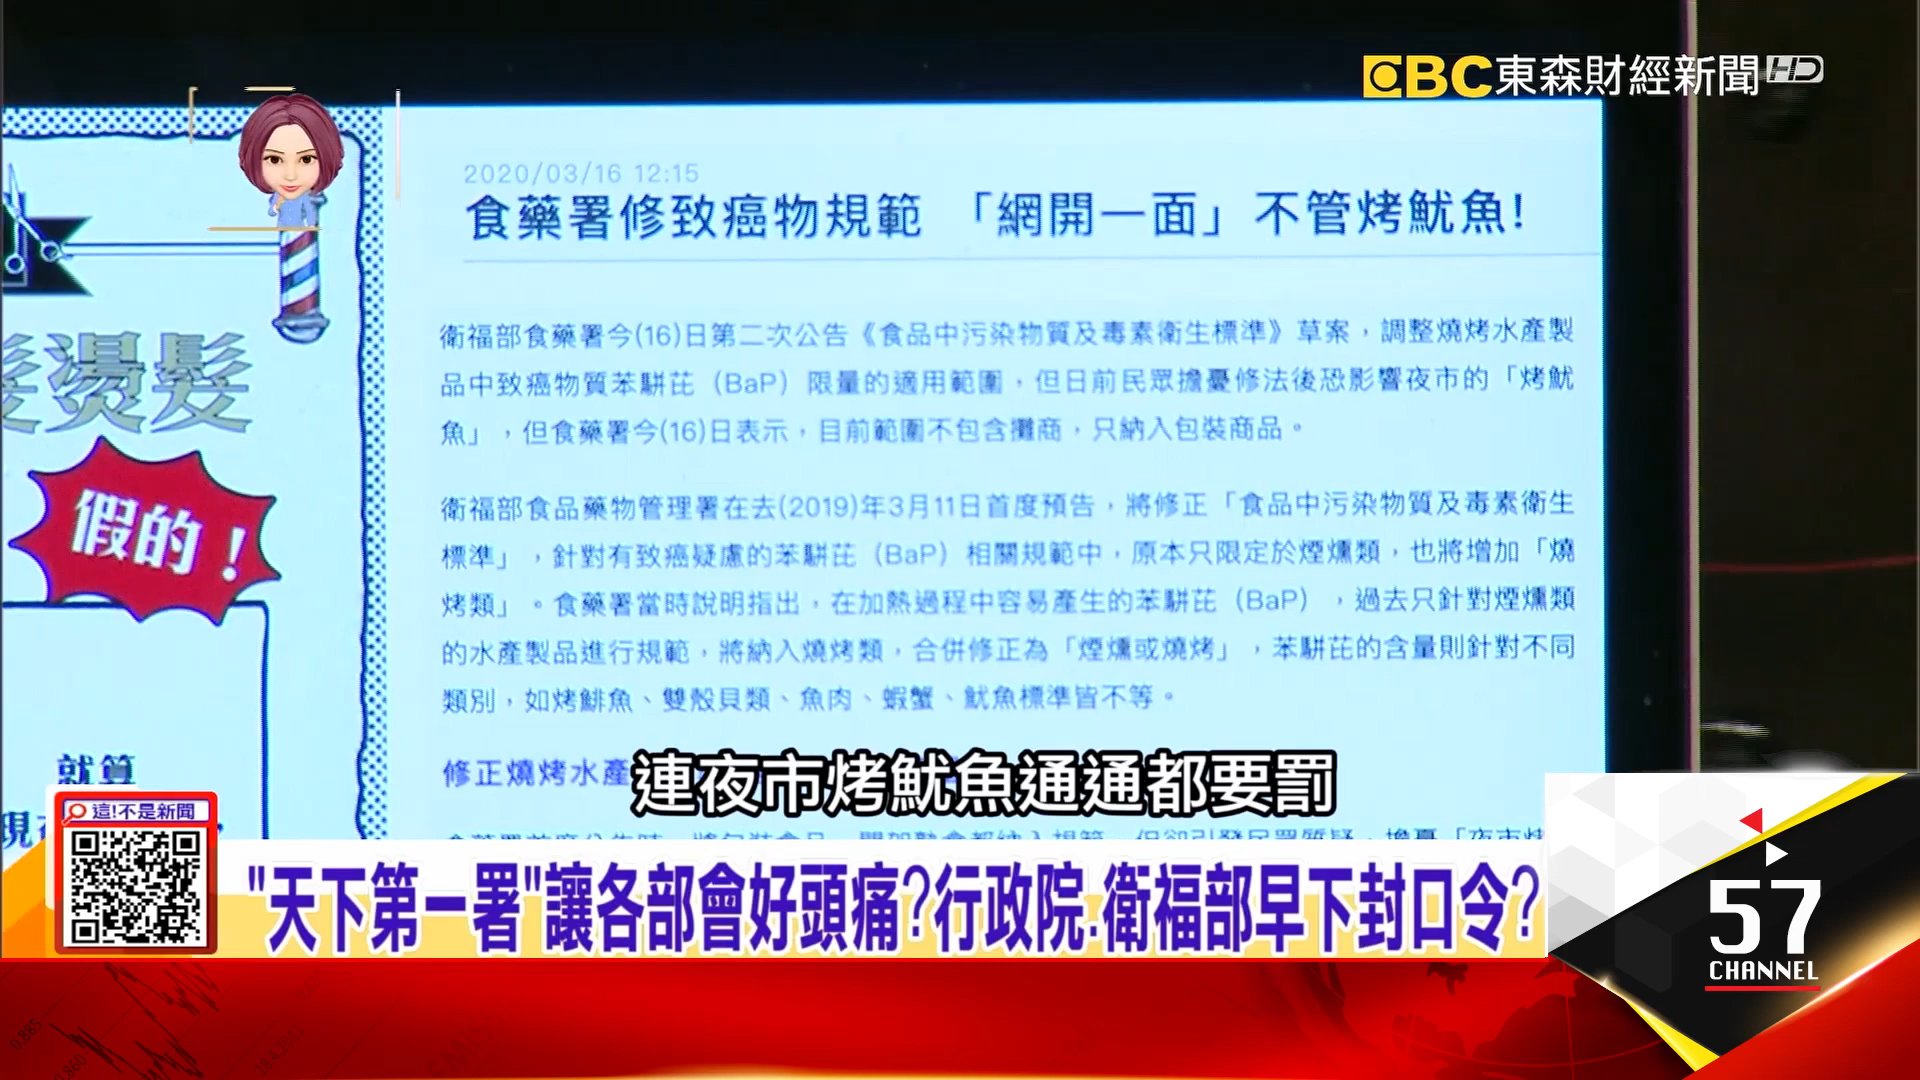 EBC東森財經新聞HD
2020/03/16 12:15
食藥署修致癌物規範 「網開一面」不管烤魷魚!
衛福部食藥署今(16)日第二次公告《食品中污染物質及毒素衛生標準》草案，調整燒烤水產製
品中致癌物質苯駢芘（BaP）限量的適用範圍，但日前民眾擔憂修法後恐影響夜市的「烤魷
魚」，但食藥署今(16)日表示，目前範圍不包含攤商，只納入包裝商品。
衛福部食品藥物管理署在去(2019)年3月11日首度預告，將修正「食品中污染物質及毒素衛生
標準」，針對有致癌疑慮的苯駢芘（BaP）相關規範中，原本只限定於煙燻類，也將增加「燒
烤類」。食藥署當時說明指出，在加熱過程中容易產生的苯駢芘（BaP），過去只針對煙燻類
的水產製品進行規範，將納入燒烤類，合併修正為「煙燻或燒烤」，苯駢芘的含量則針對不同
類別，如烤鯡魚、雙殼貝類、魚肉、蝦蟹、魷魚標準皆不等。
修正燒烤水產
髮燙髮
假的！
就算
現在
連夜市烤魷魚通通都要罰
這!不是新聞
"天下第一署"讓各部會好頭痛?行政院.衛福部早下封口令?
57
CHANNEL
0.885
0.860
184.2011